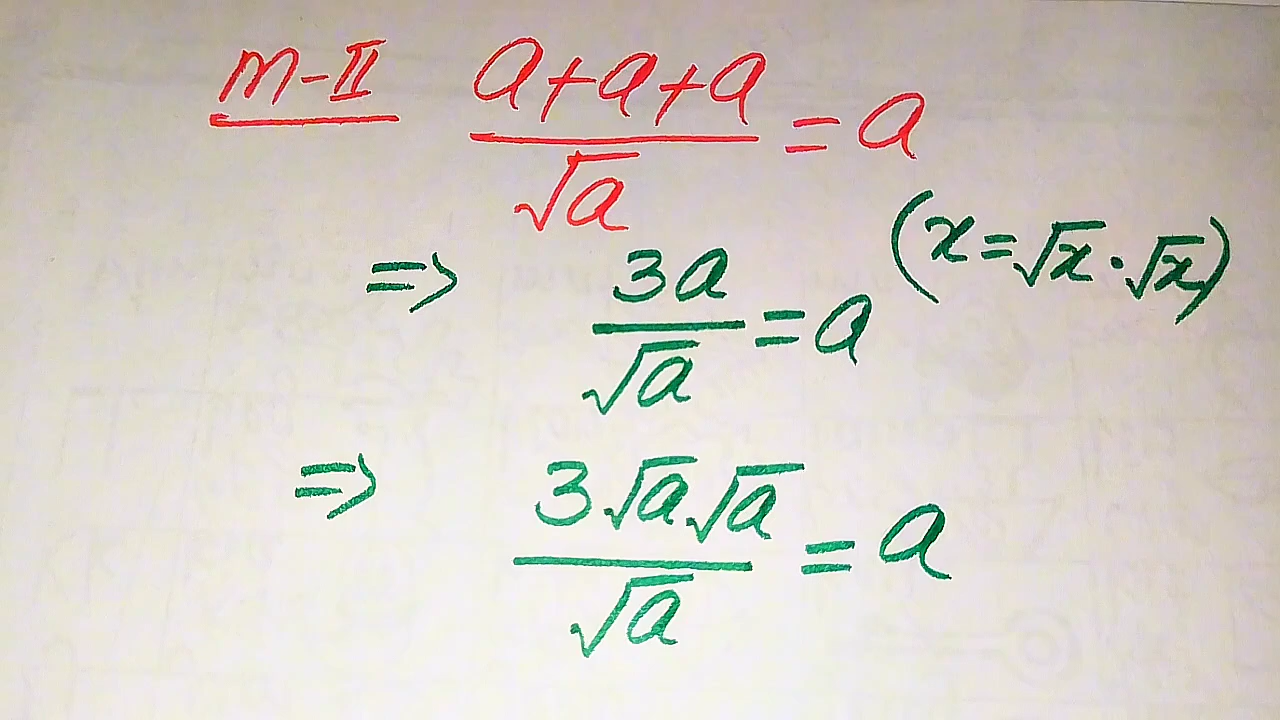 m-II (a+a+a)/√a = a
(x=√x·√x)
=> 3a/√a = a
=> 3√a√a/√a = a